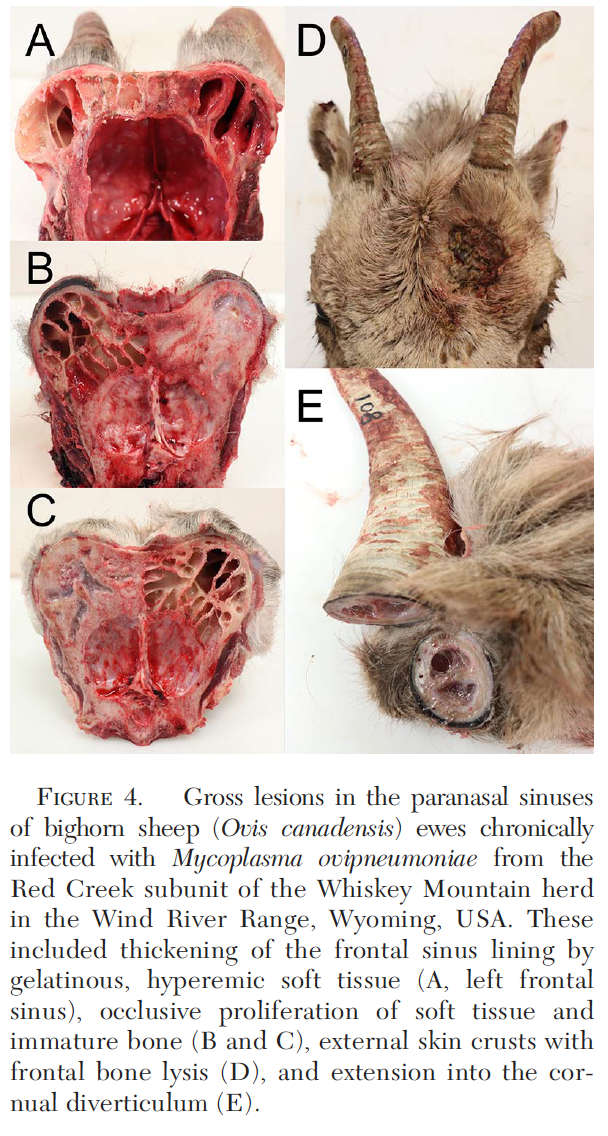 A
D
B
C
E
108
FIGURE 4. Gross lesions in the paranasal sinuses
of bighorn sheep (Ovis canadensis) ewes chronically
infected with Mycoplasma ovipneumoniae from the
Red Creek subunit of the Whiskey Mountain herd
in the Wind River Range, Wyoming, USA. These
included thickening of the frontal sinus lining by
gelatinous, hyperemic soft tissue (A, left frontal
sinus), occlusive proliferation of soft tissue and
immature bone (B and C), external skin crusts with
frontal bone lysis (D), and extension into the cor-
nual diverticulum (E).